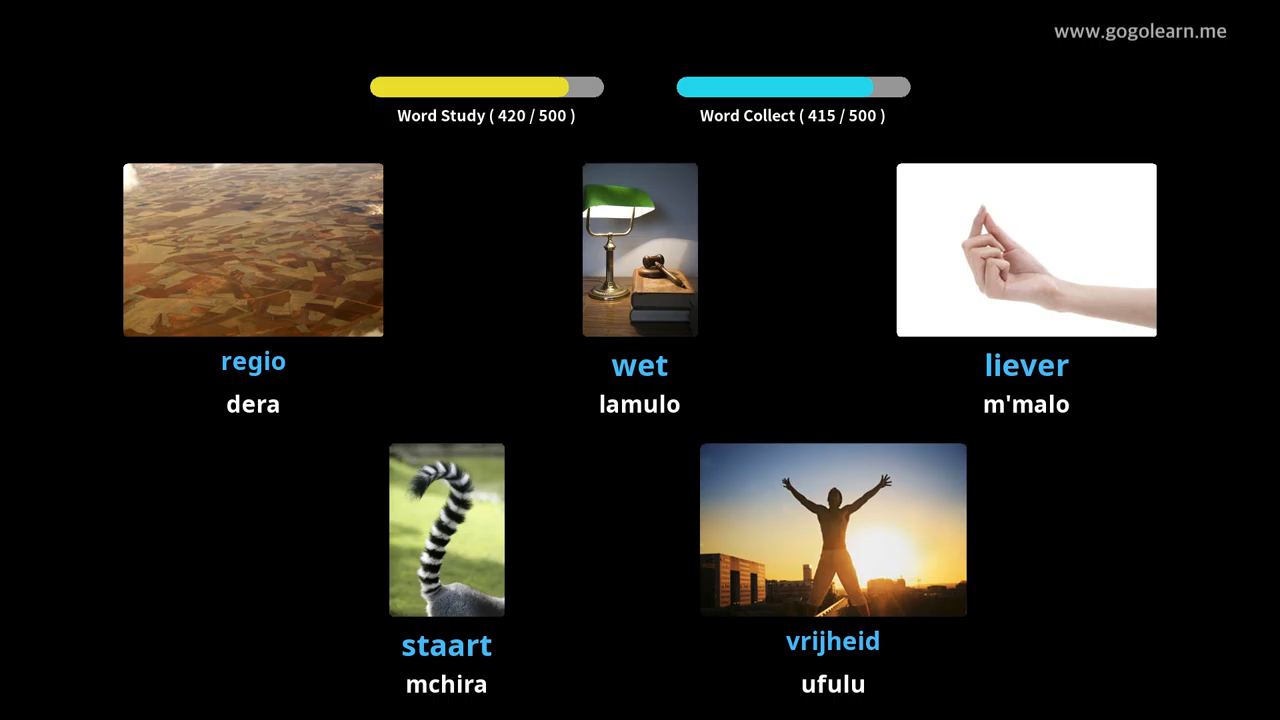 www.gogolearn.me
Word Study ( 420 / 500 )
Word Collect ( 415 / 500 )
regio
dera
wet
lamulo
liever
m'malo
staart
mchira
vrijheid
ufulu